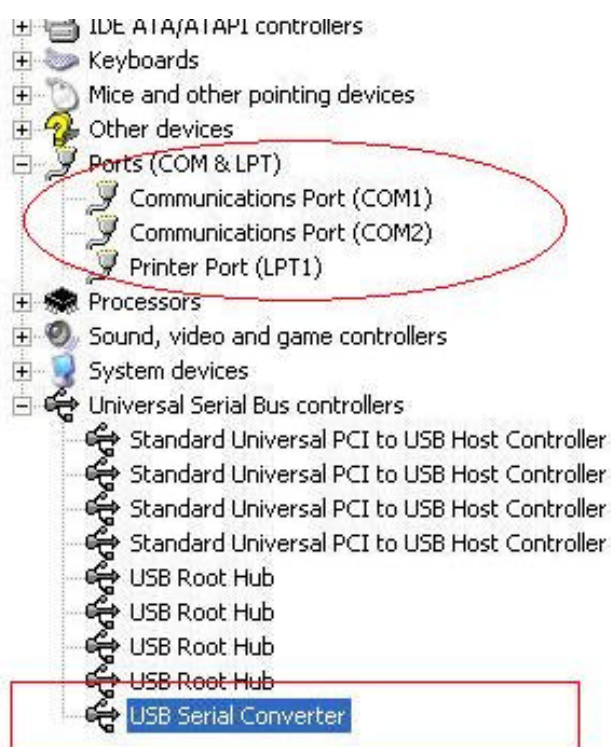 IDE ATA/ATAPI controllers
Keyboards
Mice and other pointing devices
Other devices
Ports (COM & LPT)
Communications Port (COM1)
Communications Port (COM2)
Printer Port (LPT1)
Processors
Sound, video and game controllers
System devices
Universal Serial Bus controllers
Standard Universal PCI to USB Host Controller
Standard Universal PCI to USB Host Controller
Standard Universal PCI to USB Host Controller
Standard Universal PCI to USB Host Controller
USB Root Hub
USB Root Hub
USB Root Hub
USB Root Hub
USB Serial Converter